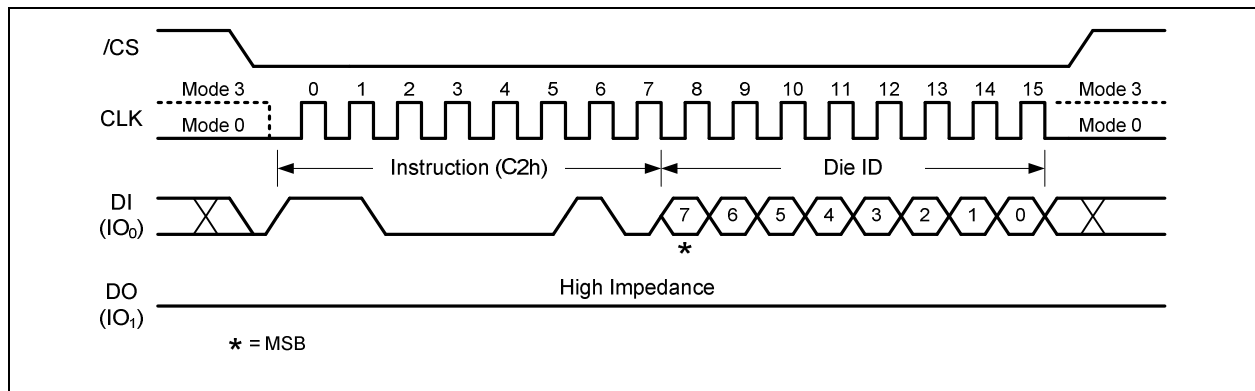 /CS
Mode 3 0 1 2 3 4 5 6 7 8 9 10 11 12 13 14 15 Mode 3
CLK
Mode 0 Mode 0
Instruction (C2h) Die ID
DI
(IO₀)
7 6 5 4 3 2 1 0
*
High Impedance
DO
(IO₁)
* = MSB